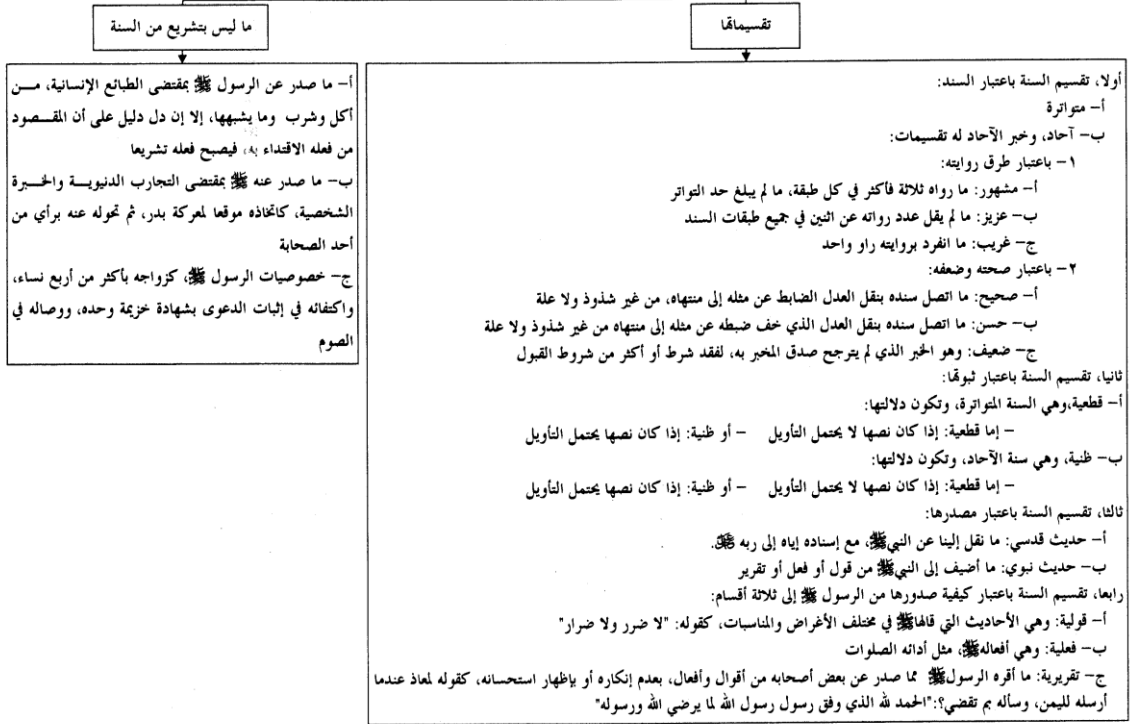 تقسيماتها
أولا، تقسيم السنة باعتبار السند:
أ– متواترة
ب– آحاد، وخبر الآحاد له تقسيمات:
١– باعتبار طرق روايته:
أ– مشهور: ما رواه ثلاثة فأكثر في كل طبقة، ما لم يبلغ حد التواتر
ب– عزيز: ما لم يقل عدد رواته عن اثنين في جميع طبقات السند
ج– غريب: ما انفرد بروايته راو واحد
٢– باعتبار صحته وضعفه:
أ– صحيح: ما اتصل سنده بنقل العدل الضابط عن مثله إلى منتهاه، من غير شذوذ ولا علة
ب– حسن: ما اتصل سنده بنقل العدل الذي خف ضبطه عن مثله إلى منتهاه من غير شذوذ ولا علة
ج– ضعيف: وهو الخبر الذي لم يترجح صدق المخبر به، لفقد شرط أو أكثر من شروط القبول
ثانيا، تقسيم السنة باعتبار ثبوتها:
أ– قطعية،وهي السنة المتواترة، وتكون دلالتها:
– إما قطعية: إذا كان نصها لا يحتمل التأويل – أو ظنية: إذا كان نصها يحتمل التأويل
ب– ظنية، وهي سنة الآحاد، وتكون دلالتها:
– إما قطعية: إذا كان نصها لا يحتمل التأويل – أو ظنية: إذا كان نصها يحتمل التأويل
ثالثا، تقسيم السنة باعتبار مصدرها:
أ– حديث قدسي: ما نقل إلينا عن النبيﷺ، مع إسناده إياه إلى ربه ﷻ.
ب– حديث نبوي: ما أضيف إلى النبيﷺ من قول أو فعل أو تقرير
رابعا، تقسيم السنة باعتبار كيفية صدورها من الرسول ﷺ إلى ثلاثة أقسام:
أ– قولية: وهي الأحاديث التي قالهاﷺ في مختلف الأغراض والمناسبات، كقوله: "لا ضرر ولا ضرار"
ب– فعلية: وهي أفعالهﷺ، مثل أدائه الصلوات
ج– تقريرية: ما أقره الرسولﷺ مما صدر عن بعض أصحابه من أقوال وأفعال، بعدم إنكاره أو بإظهار استحسانه، كقوله لمعاذ عندما
أرسله لليمن، وسأله بم تقضي؟:"الحمد لله الذي وفق رسول رسول الله لما يرضي الله ورسوله"
ما ليس بتشريع من السنة
أ– ما صدر عن الرسول ﷺ بمقتضى الطبائع الإنسانية، مـــن
أكل وشرب وما يشبهها، إلا إن دل دليل على أن المقـــصود
من فعله الاقتداء به، فيصبح فعله تشريعا
ب– ما صدر عنه ﷺ بمقتضى التجارب الدنيويـــة والخـــبرة
الشخصية، كاتخاذه موقعا لمعركة بدر، ثم تحوله عنه برأي من
أحد الصحابة
ج– خصوصيات الرسول ﷺ، كزواجه بأكثر من أربع نساء،
واكتفائه في إثبات الدعوى بشهادة خزيمة وحده، ووصاله في
الصوم